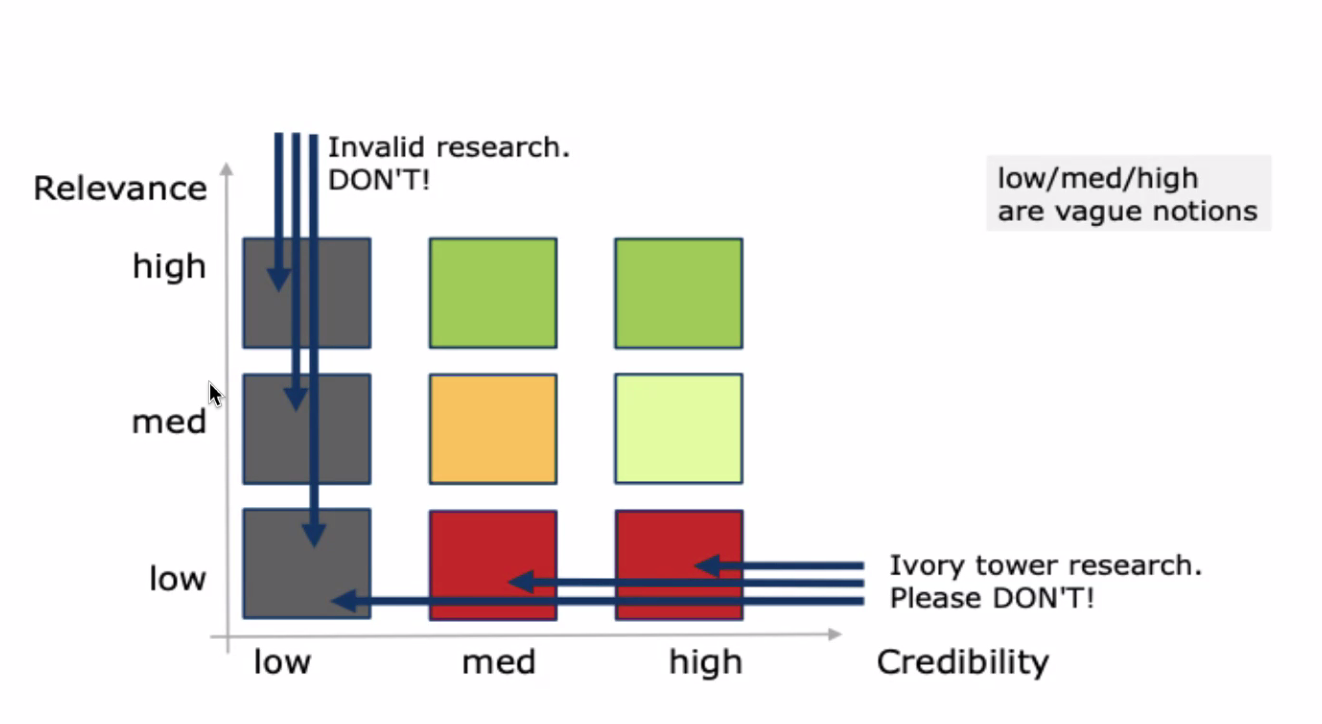 Invalid research.
DON'T!
Relevance
low/med/high
are vague notions
high
med
low
Ivory tower research.
Please DON'T!
low med high Credibility